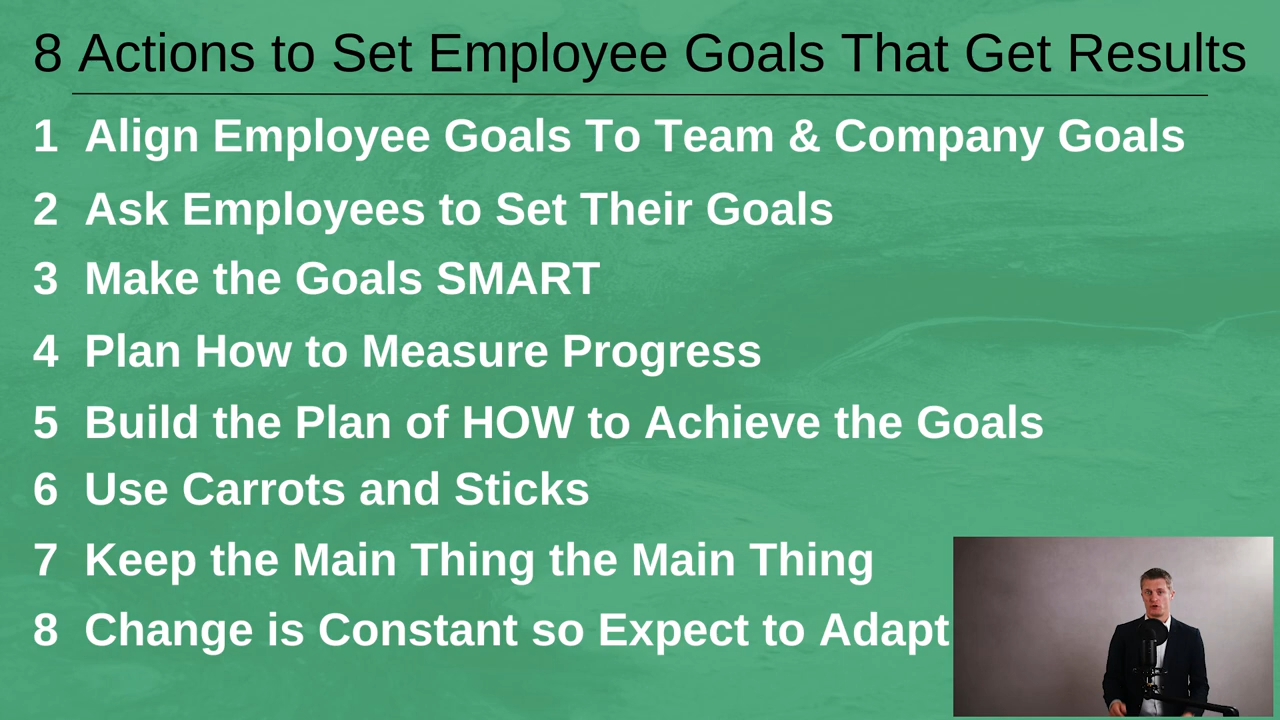 8 Actions to Set Employee Goals That Get Results
1 Align Employee Goals To Team & Company Goals
2 Ask Employees to Set Their Goals
3 Make the Goals SMART
4 Plan How to Measure Progress
5 Build the Plan of HOW to Achieve the Goals
6 Use Carrots and Sticks
7 Keep the Main Thing the Main Thing
8 Change is Constant so Expect to Adapt